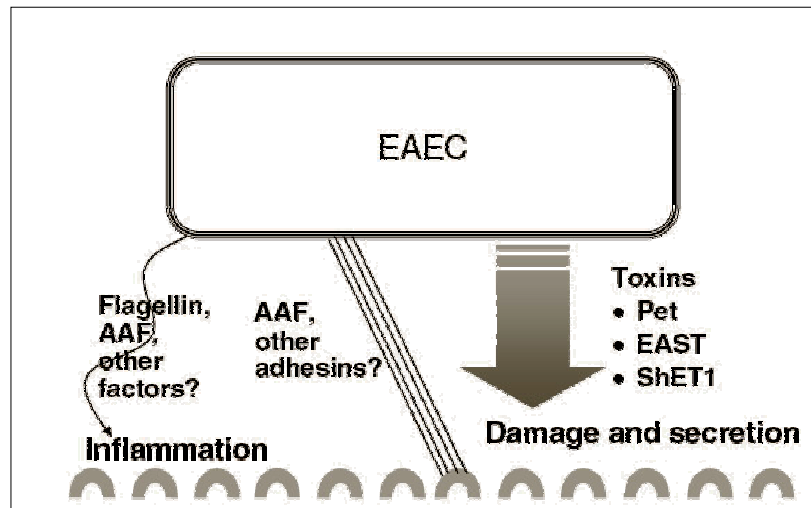 EAEC
Flagellin,
AAF,
other
factors?
AAF,
other
adhesins?
Toxins
• Pet
• EAST
• ShET1
Inflammation
Damage and secretion